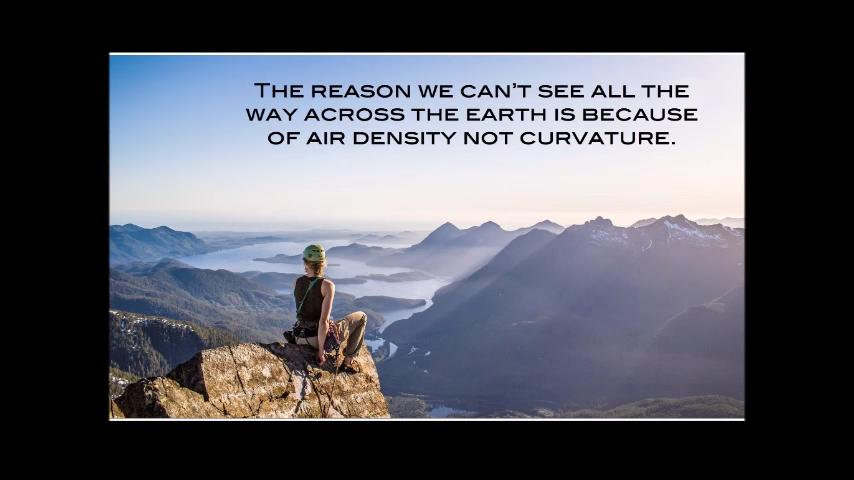 The reason we can't see all the
way across the earth is because
of air density not curvature.